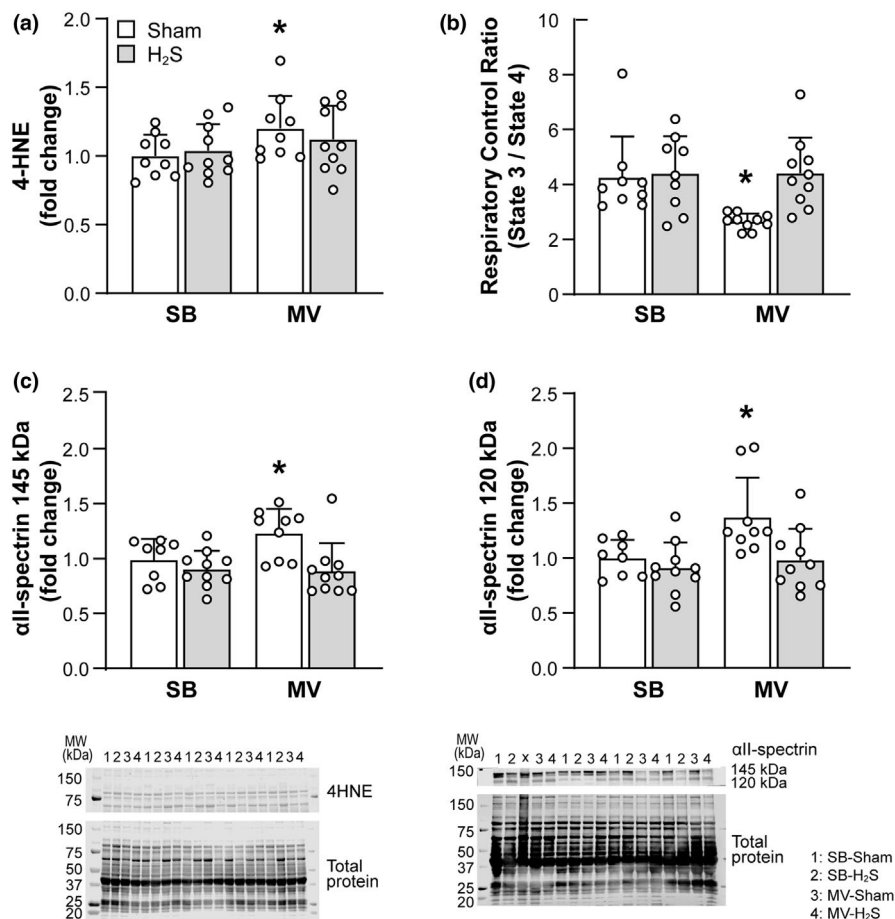 (a)
4-HNE
(fold change)
2.0
1.5
1.0
0.5
0.0
Sham
H₂S
*
SB MV
(b)
Respiratory Control Ratio
(State 3 / State 4)
10
8
6
4
2
0
*
SB MV
(c)
αII-spectrin 145 kDa
(fold change)
2.5
2.0
1.5
1.0
0.5
0.0
*
SB MV
(d)
αII-spectrin 120 kDa
(fold change)
2.5
2.0
1.5
1.0
0.5
0.0
*
SB MV
MW
(kDa)
1 2 3 4 1 2 3 4 1 2 3 4 1 2 3 4 1 2 3 4
150
75
4HNE
150
75
50
37
25
20
Total
protein
MW
(kDa)
1 2 x 3 4 1 2 3 4 1 2 3 4 1 2 3 4
αII-spectrin
150
145 kDa
120 kDa
150
75
50
37
25
20
Total
protein
1: SB-Sham
2: SB-H₂S
3: MV-Sham
4: MV-H₂S